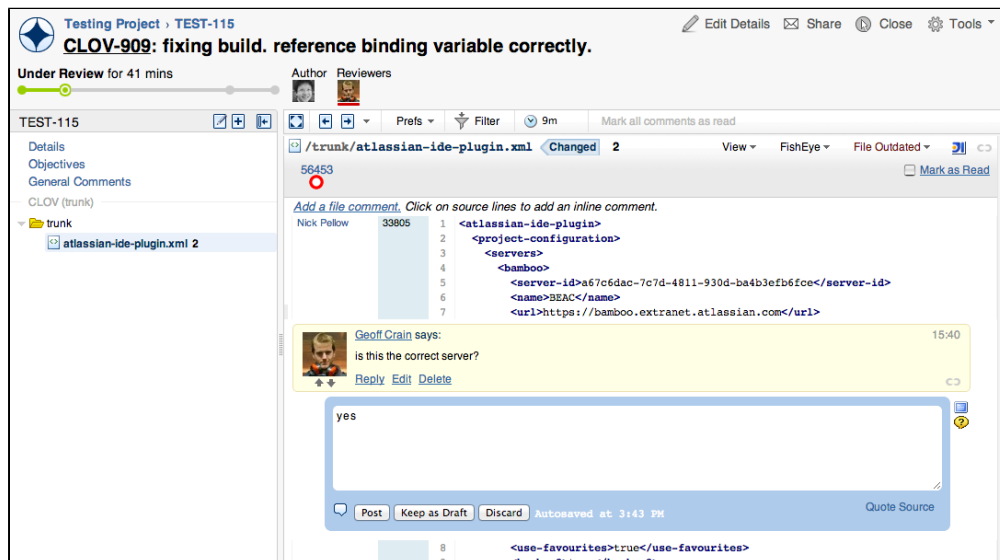 Testing Project › TEST-115
Edit Details Share Close Tools
CLOV-909: fixing build. reference binding variable correctly.
Under Review for 41 mins
Author Reviewers
TEST-115
Prefs Filter 9m Mark all comments as read
Details
Objectives
General Comments
CLOV (trunk)
trunk
atlassian-ide-plugin.xml 2
/trunk/atlassian-ide-plugin.xml Changed 2 View FishEye File Outdated
56453
Mark as Read
Add a file comment. Click on source lines to add an inline comment.
Nick Pellow 33805 1 <atlassian-ide-plugin>
2 <project-configuration>
3 <servers>
4 <bamboo>
5 <server-id>a67c6dac-7c7d-4811-930d-ba4b3efb6fce</server-id>
6 <name>BEAC</name>
7 <url>https://bamboo.extranet.atlassian.com</url>
Geoff Crain says: 15:40
is this the correct server?
Reply Edit Delete
yes
Post Keep as Draft Discard Autosaved at 3:43 PM Quote Source
8 <use-favourites>true</use-favourites>